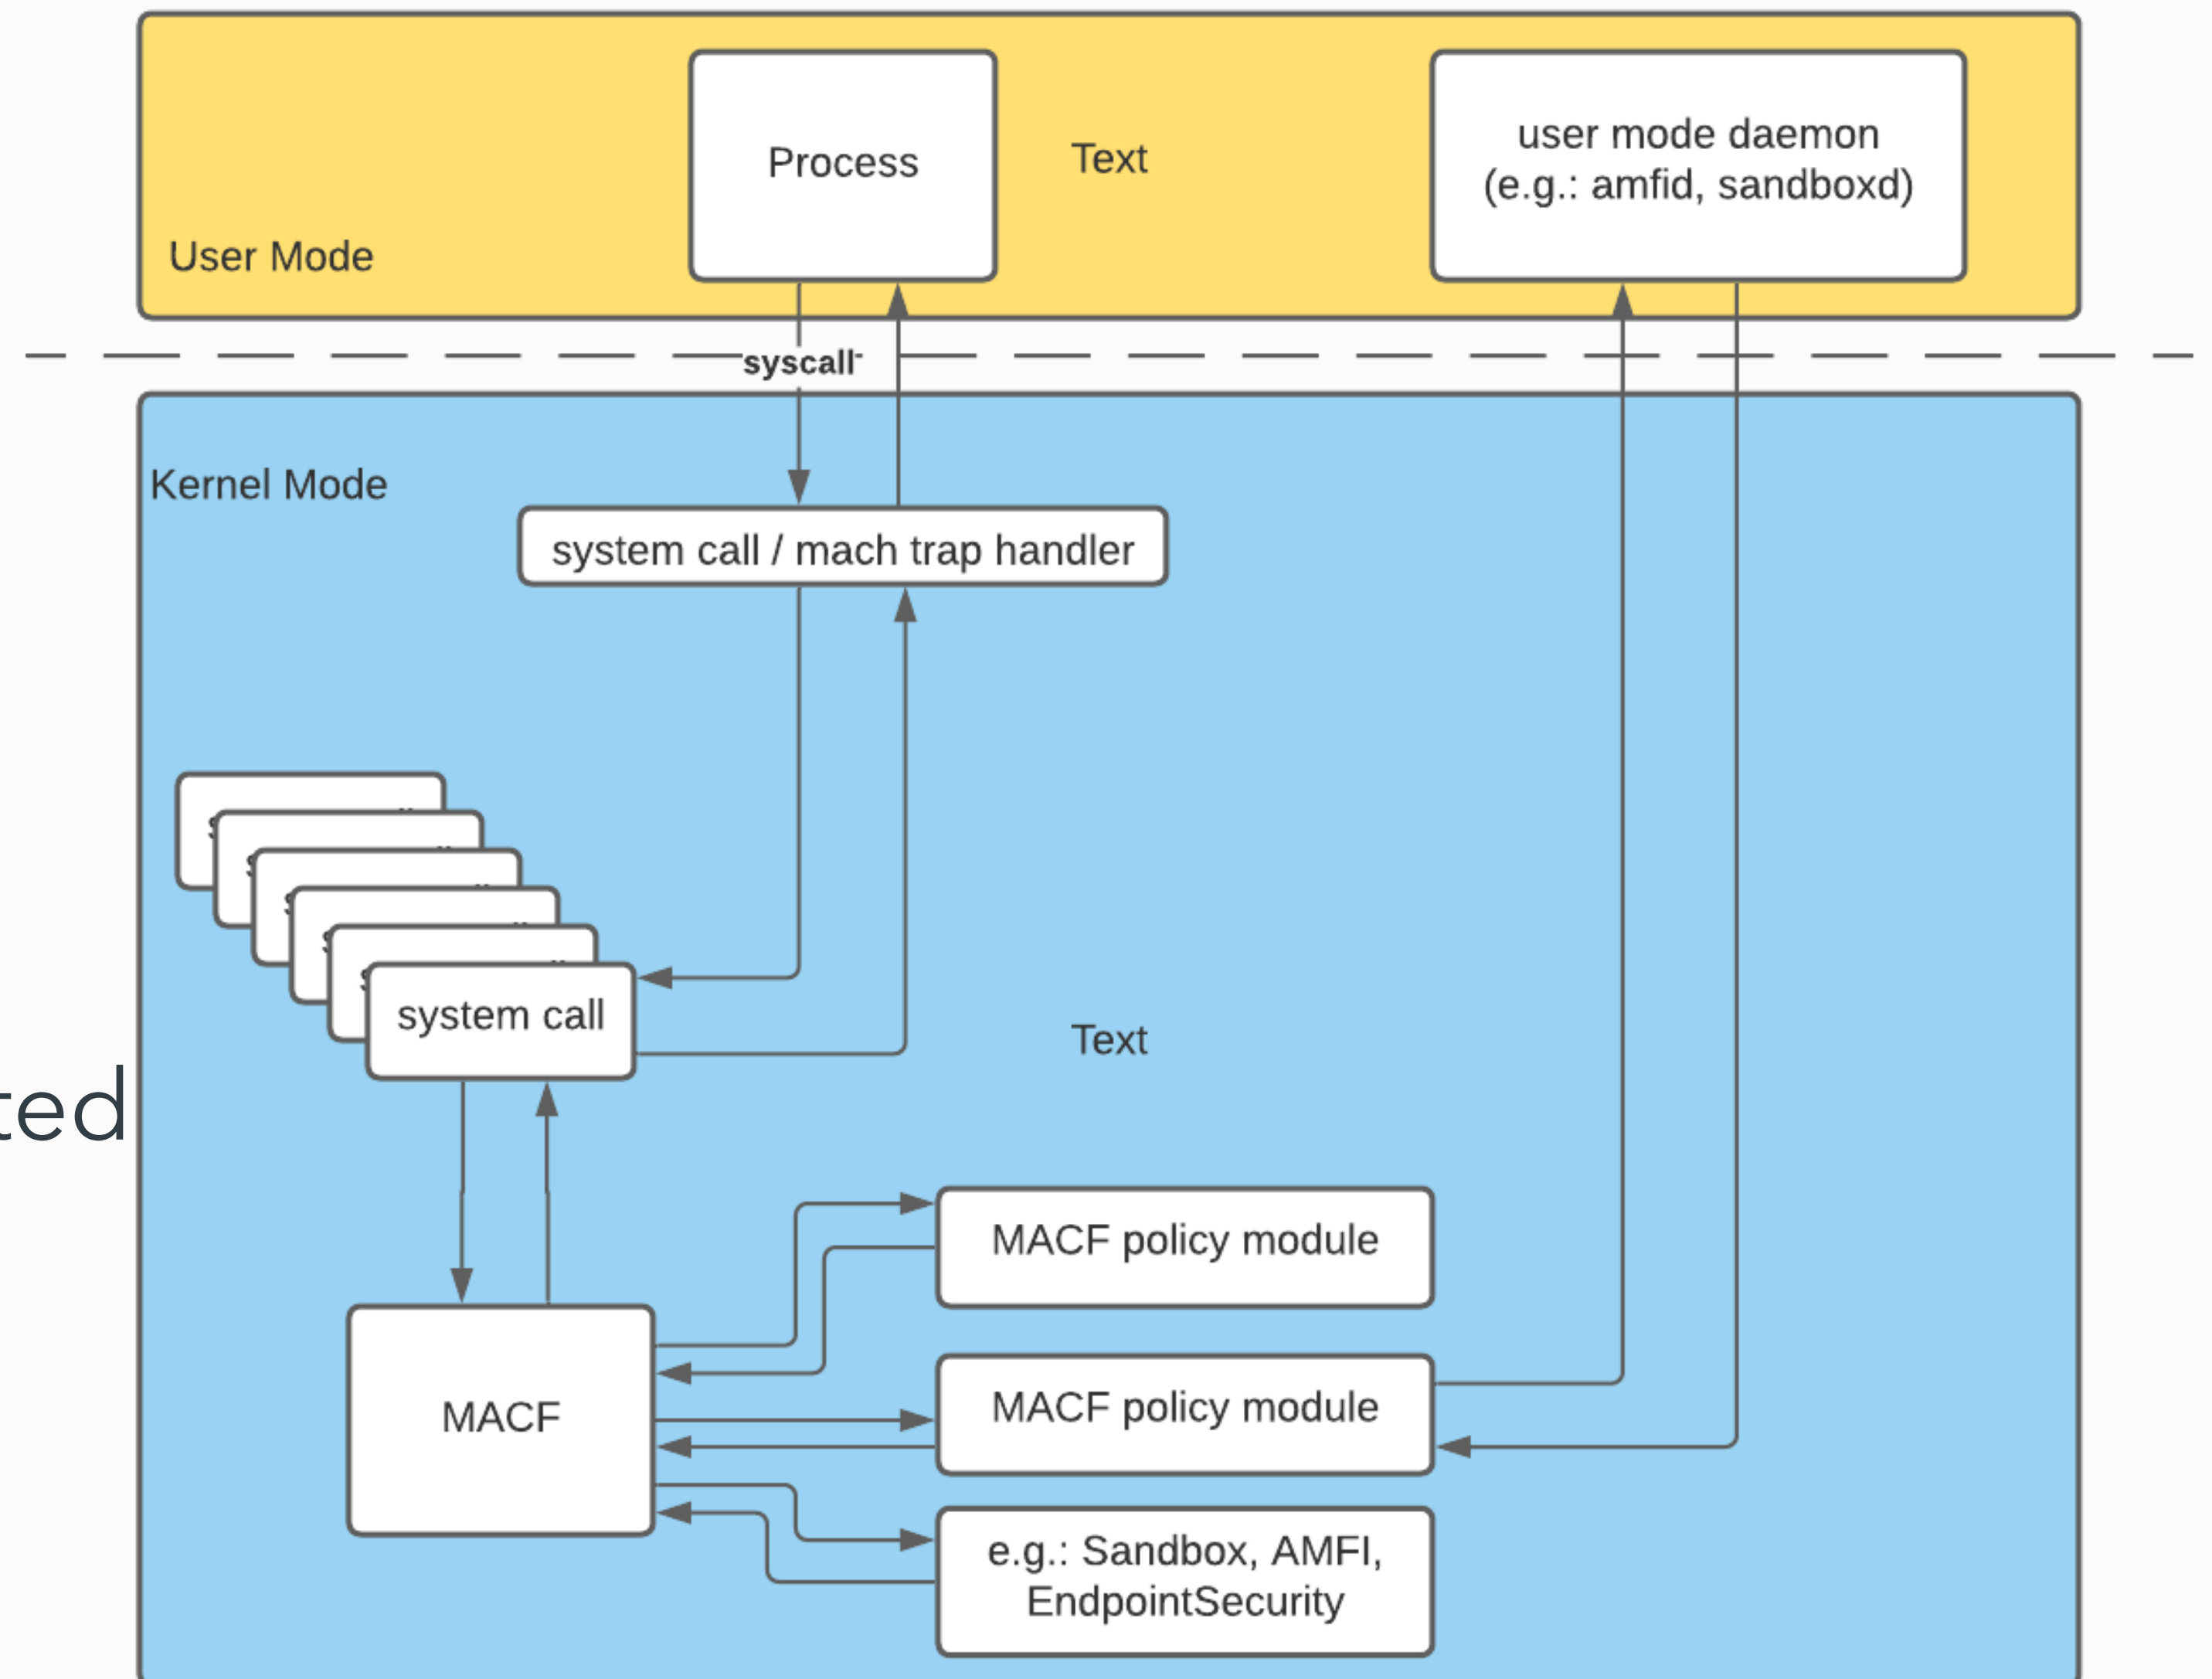 Process
Text
user mode daemon
(e.g.: amfid, sandboxd)
User Mode
syscall
Kernel Mode
system call / mach trap handler
system call
Text
ted
MACF policy module
MACF
MACF policy module
e.g.: Sandbox, AMFI,
EndpointSecurity